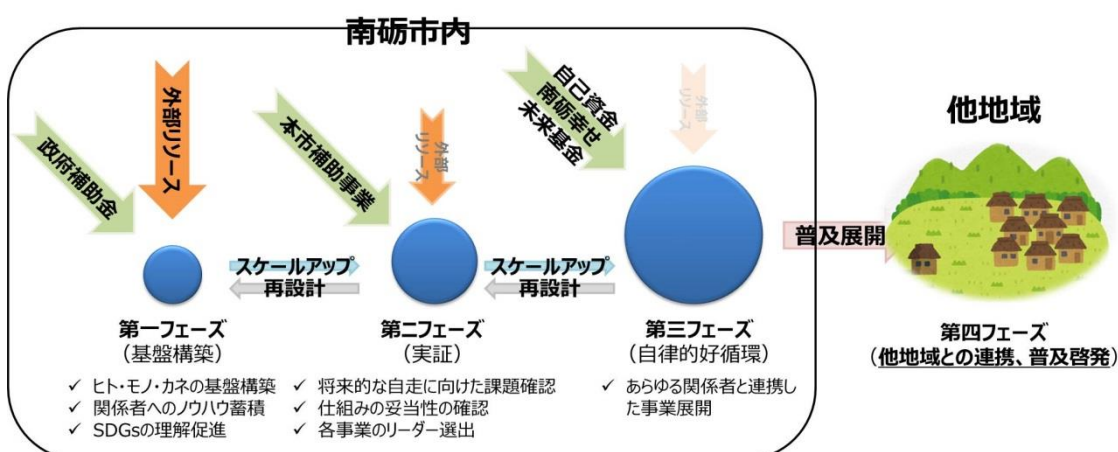 南砺市内
政府補助金
外部リソース
本市補助事業
外部
リソース
自己資金
南砺幸せ
未来基金
外部
リソース
他地域
普及展開
スケールアップ
再設計
スケールアップ
再設計
第一フェーズ
（基盤構築）
✓ ヒト・モノ・カネの基盤構築
✓ 関係者へのノウハウ蓄積
✓ SDGsの理解促進
第二フェーズ
（実証）
✓ 将来的な自走に向けた課題確認
✓ 仕組みの妥当性の確認
✓ 各事業のリーダー選出
第三フェーズ
（自律的好循環）
✓ あらゆる関係者と連携し
た事業展開
第四フェーズ
（他地域との連携、普及啓発）